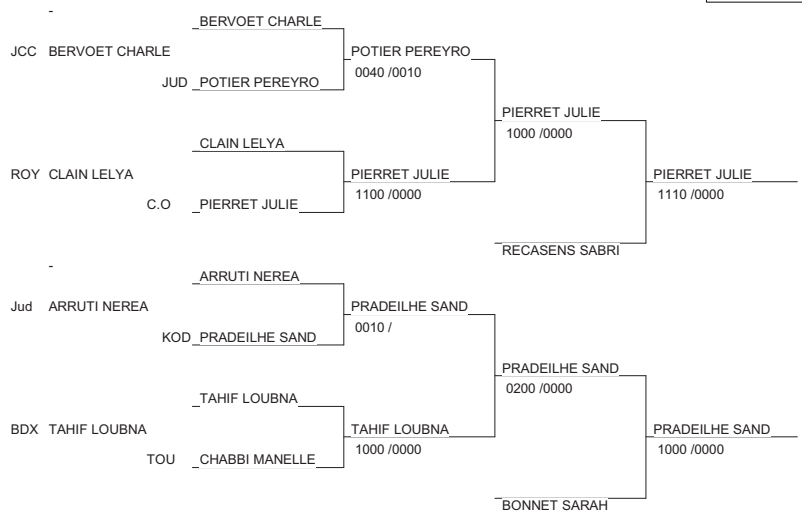 -
BERVOET CHARLE
JCC BERVOET CHARLE
POTIER PEREYRO
0040 /0010
JUD POTIER PEREYRO
PIERRET JULIE
1000 /0000
CLAIN LELYA
ROY CLAIN LELYA
PIERRET JULIE
1100 /0000
PIERRET JULIE
1110 /0000
C.O PIERRET JULIE
RECASENS SABRI
-
ARRUTI NEREA
Jud ARRUTI NEREA
PRADEILHE SAND
0010 /
KOD PRADEILHE SAND
PRADEILHE SAND
0200 /0000
TAHIF LOUBNA
BDX TAHIF LOUBNA
TAHIF LOUBNA
1000 /0000
PRADEILHE SAND
1000 /0000
TOU CHABBI MANELLE
BONNET SARAH